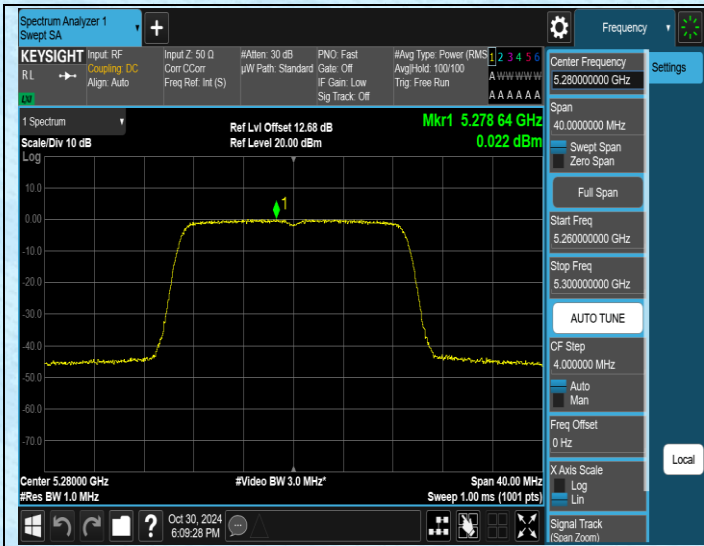 Spectrum Analyzer 1
Swept SA
+
Frequency
KEYSIGHT
Input: RF
Input Z: 50 Ω
#Atten: 30 dB
PNO: Fast
#Avg Type: Power (RMS
1 2 3 4 5 6
RL
Coupling: DC
Corr CCorr
µW Path: Standard
Gate: Off
Avg|Hold: 100/100
A W W W W W
Align: Auto
Freq Ref: Int (S)
IF Gain: Low
Trig: Free Run
Sig Track: Off
A A A A A A
LXI
1 Spectrum
Scale/Div 10 dB
Ref Lvl Offset 12.68 dB
Ref Level 20.00 dBm
Mkr1 5.278 64 GHz
0.022 dBm
Log
10.0
0.00
-10.0
-20.0
-30.0
-40.0
-50.0
-60.0
-70.0
1
Center 5.28000 GHz
#Video BW 3.0 MHz*
Span 40.00 MHz
#Res BW 1.0 MHz
Sweep 1.00 ms (1001 pts)
?
Oct 30, 2024
6:09:28 PM
Center Frequency
5.280000000 GHz
Settings
Span
40.0000000 MHz
Swept Span
Zero Span
Full Span
Start Freq
5.260000000 GHz
Stop Freq
5.300000000 GHz
AUTO TUNE
CF Step
4.000000 MHz
Auto
Man
Freq Offset
0 Hz
X Axis Scale
Log
Lin
Local
Signal Track
(Span Zoom)